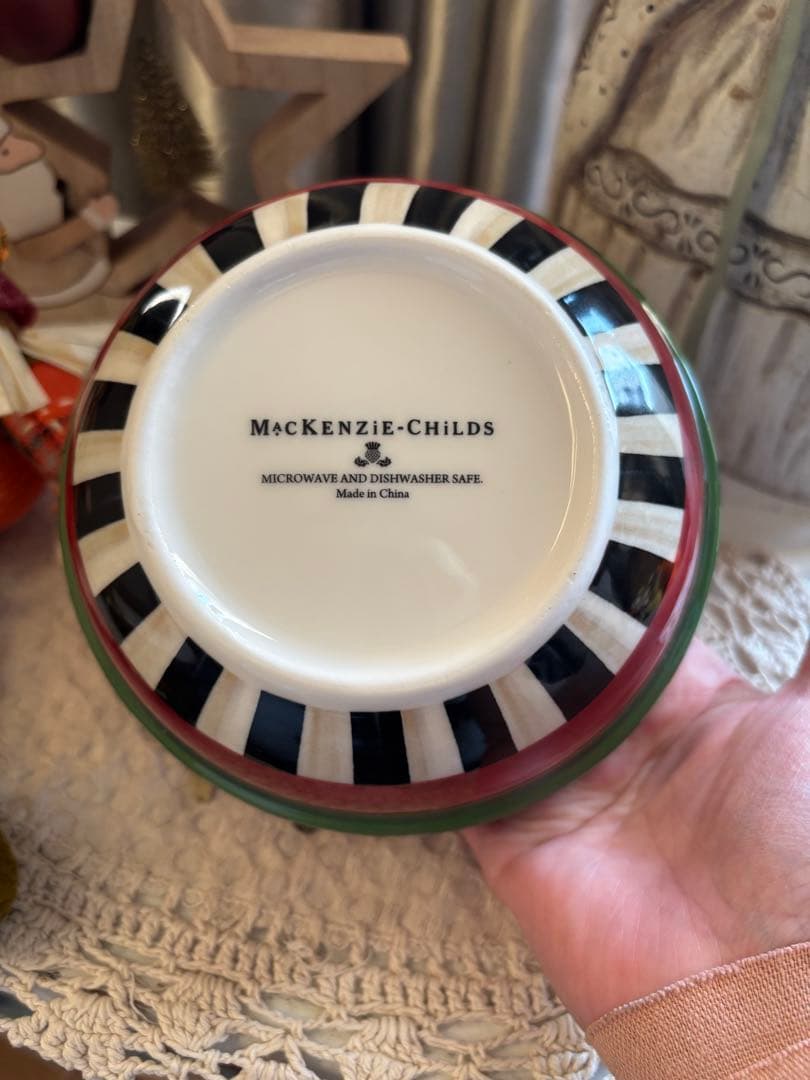 MacKenzie-Childs
MICROWAVE AND DISHWASHER SAFE.
Made in China